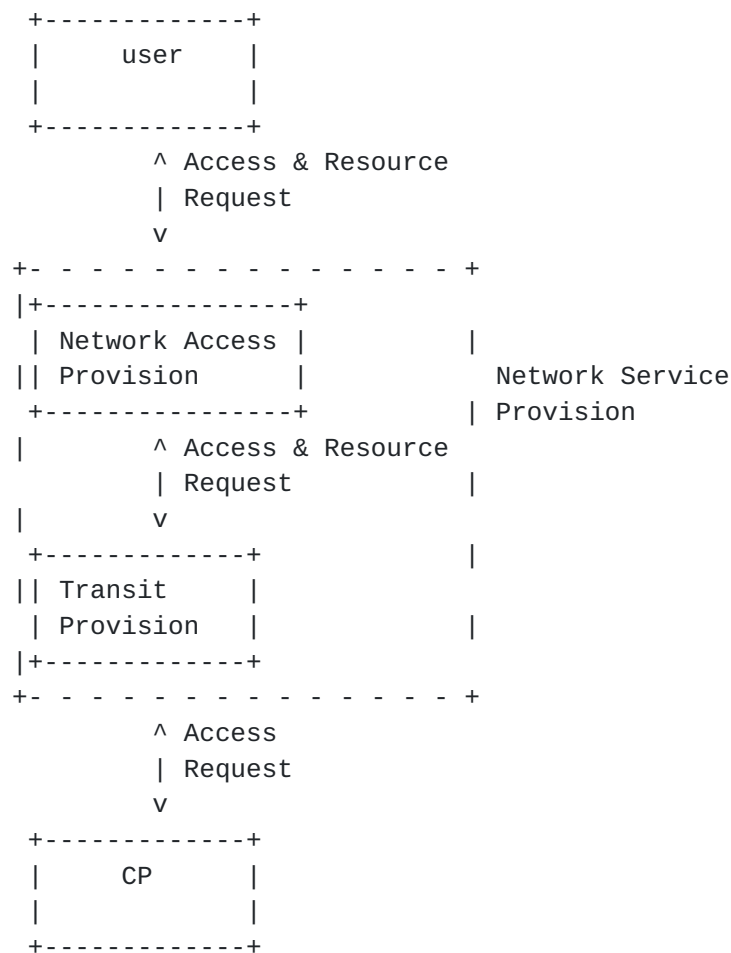 user
Access & Resource
Request
Network Access
Provision
Network Service
Provision
Access & Resource
Request
Transit
Provision
Access
Request
CP